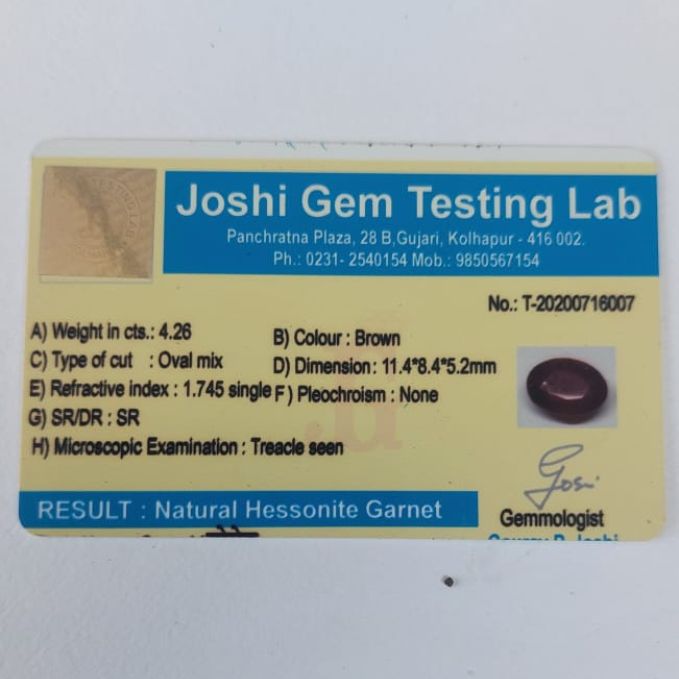 Joshi Gem Testing Lab
Panchratna Plaza, 28 B,Gujari, Kolhapur - 416 002.
Ph.: 0231- 2540154 Mob.: 9850567154
No.: T-20200716007
A) Weight in cts.: 4.26
B) Colour : Brown
C) Type of cut : Oval mix
D) Dimension: 11.4*8.4*5.2mm
E) Refractive index : 1.745 single
F) Pleochroism : None
G) SR/DR : SR
H) Microscopic Examination : Treacle seen
RESULT : Natural Hessonite Garnet
Gemmologist